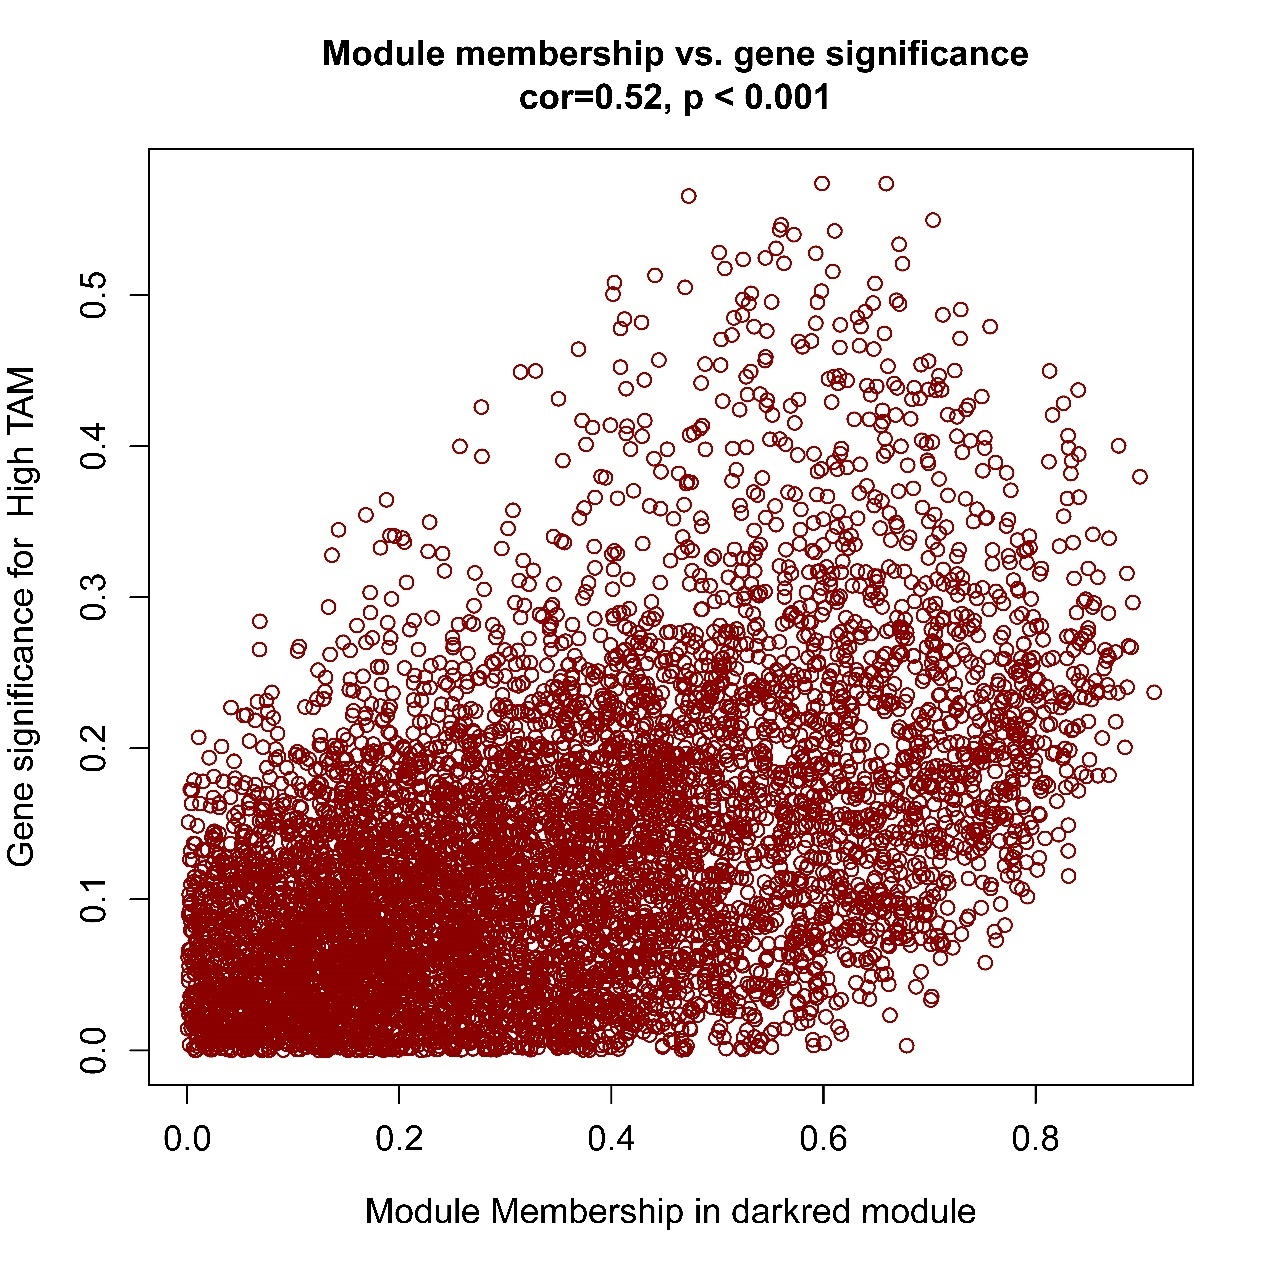 Module membership vs. gene significance
cor=0.52, p < 0.001
Gene significance for  High TAM
0.5
0.4
0.3
0.2
0.1
0.0
0.0 0.2 0.4 0.6 0.8
Module Membership in darkred module